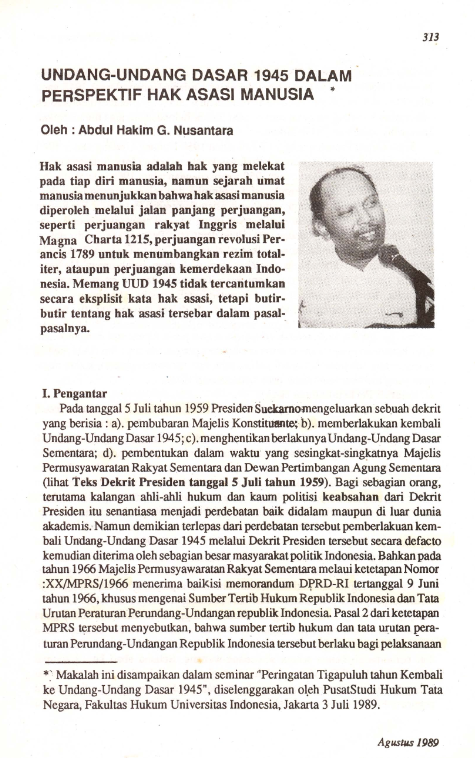 313
UNDANG-UNDANG DASAR 1945 DALAM
PERSPEKTIF HAK ASASI MANUSIA *
Oleh : Abdul Hakim G. Nusantara
Hak asasi manusia adalah hak yang melekat
pada tiap diri manusia, namun sejarah umat
manusia menunjukkan bahwa hak asasi manusia
diperoleh melalui jalan panjang perjuangan,
seperti perjuangan rakyat Inggris melalui
Magna Charta 1215, perjuangan revolusi Per-
ancis 1789 untuk menumbangkan rezim total-
iter, ataupun perjuangan kemerdekaan Indo-
nesia. Memang UUD 1945 tidak tercantumkan
secara eksplisit kata hak asasi, tetapi butir-
butir tentang hak asasi tersebar dalam pasal-
pasalnya.
I. Pengantar
Pada tanggal 5 Juli tahun 1959 Presiden Suekarno mengeluarkan sebuah dekrit
yang berisi : a). pembubaran Majelis Konstituante; b). memberlakukan kembali
Undang-Undang Dasar 1945; c). menghentikan berlakunya Undang-Undang Dasar
Sementara; d). pembentukan dalam waktu yang sesingkat-singkatnya Majelis
Permusyawaratan Rakyat Sementara dan Dewan Pertimbangan Agung Sementara
(lihat Teks Dekrit Presiden tanggal 5 Juli tahun 1959). Bagi sebagian orang,
terutama kalangan ahli-ahli hukum dan kaum politisi keabsahan dari Dekrit
Presiden itu senantiasa menjadi perdebatan baik didalam maupun di luar dunia
akademis. Namun demikian terlepas dari perdebatan tersebut pemberlakuan kem-
bali Undang-Undang Dasar 1945 melalui Dekrit Presiden tersebut secara defacto
kemudian diterima oleh sebagian besar masyarakat politik Indonesia. Bahkan pada
tahun 1966 Majelis Permusyawaratan Rakyat Sementara melaui ketetapan Nomor
:XX/MPRS/1966 menerima baik isi memorandum DPRD-RI tertanggal 9 Juni
tahun 1966, khusus mengenai Sumber Tertib Hukum Republik Indonesia dan Tata
Urutan Peraturan Perundang-Undangan republik Indonesia. Pasal 2 dari ketetapan
MPRS tersebut menyebutkan, bahwa sumber tertib hukum dan tata urutan pera-
turan Perundang-Undangan Republik Indonesia tersebut berlaku bagi pelaksanaan
* Makalah ini disampaikan dalam seminar "Peringatan Tigapuluh tahun Kembali
ke Undang-Undang Dasar 1945", diselenggarakan oleh PusatStudi Hukum Tata
Negara, Fakultas Hukum Universitas Indonesia, Jakarta 3 Juli 1989.
Agustus 1989